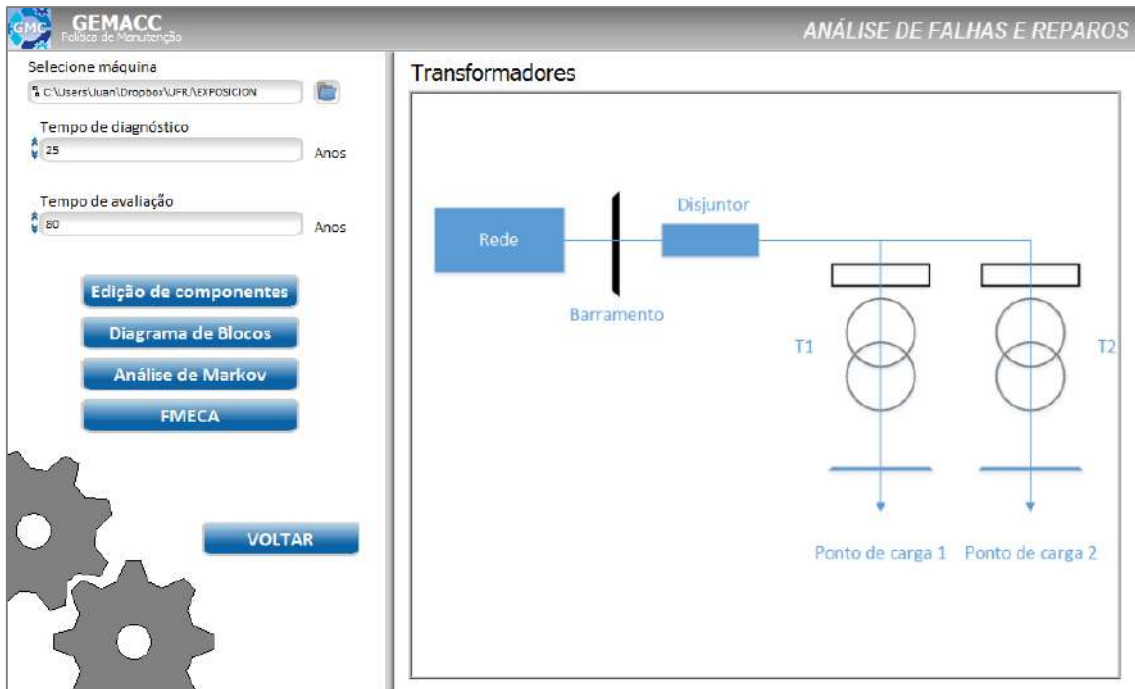 GMC
GEMACC
Política de Manutenção
ANÁLISE DE FALHAS E REPAROS
Selecione máquina
C:\Users\Juan\Dropbox\UFRJ\EXPOSICION
Tempo de diagnóstico
25
Anos
Tempo de avaliação
80
Anos
Edição de componentes
Diagrama de Blocos
Análise de Markov
FMECA
VOLTAR
Transformadores
Rede
Disjuntor
Barramento
T1
T2
Ponto de carga 1
Ponto de carga 2